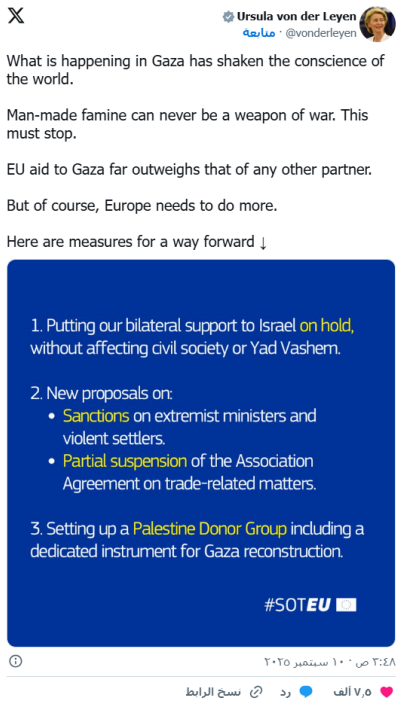 Ursula von der Leyen
@vonderleyen · متابعة
What is happening in Gaza has shaken the conscience of
the world.
Man-made famine can never be a weapon of war. This
must stop.
EU aid to Gaza far outweighs that of any other partner.
But of course, Europe needs to do more.
Here are measures for a way forward ↓
1. Putting our bilateral support to Israel on hold,
without affecting civil society or Yad Vashem.
2. New proposals on:
• Sanctions on extremist ministers and
violent settlers.
• Partial suspension of the Association
Agreement on trade-related matters.
3. Setting up a Palestine Donor Group including a
dedicated instrument for Gaza reconstruction.
#SOTEU
٣:٤٨ ص · ١٠ سبتمبر ٢٠٢٥
٧٫٥ ألف رد نسخ الرابط